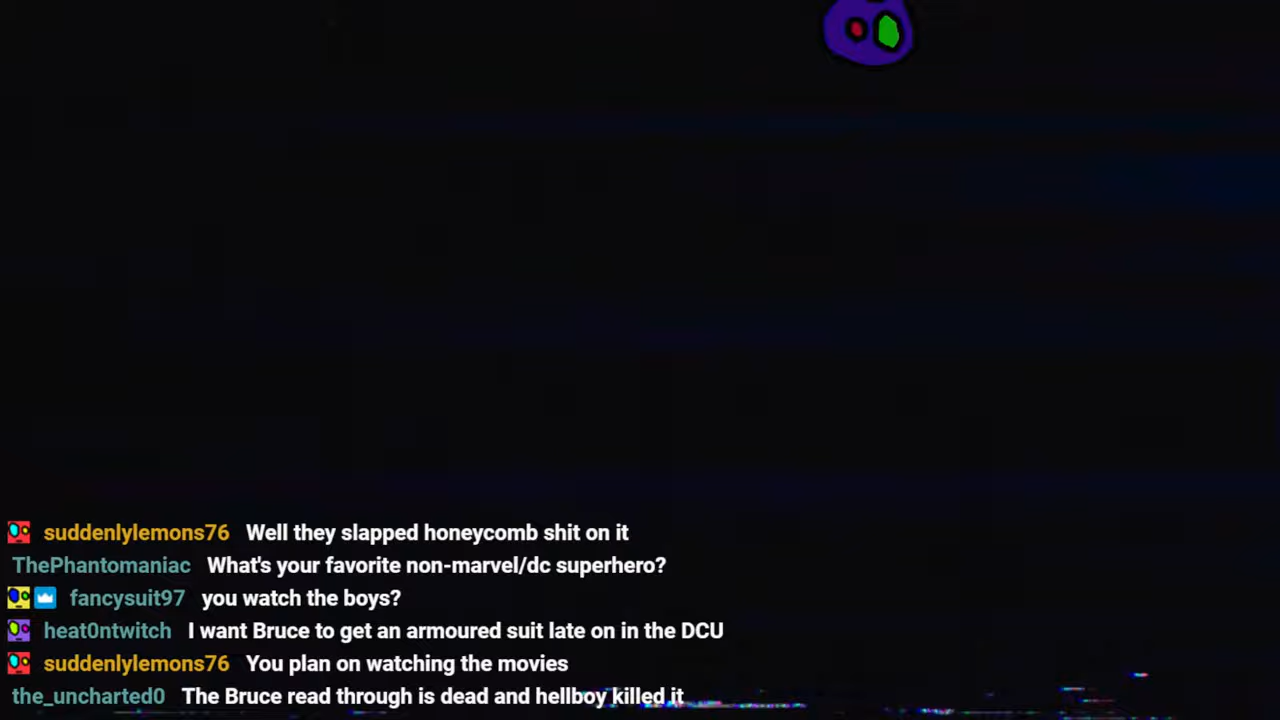 suddenlylemons76 Well they slapped honeycomb shit on it
ThePhantomaniac What's your favorite non-marvel/dc superhero?
fancysuit97 you watch the boys?
heat0ntwitch I want Bruce to get an armoured suit late on in the DCU
suddenlylemons76 You plan on watching the movies
the_uncharted0 The Bruce read through is dead and hellboy killed it